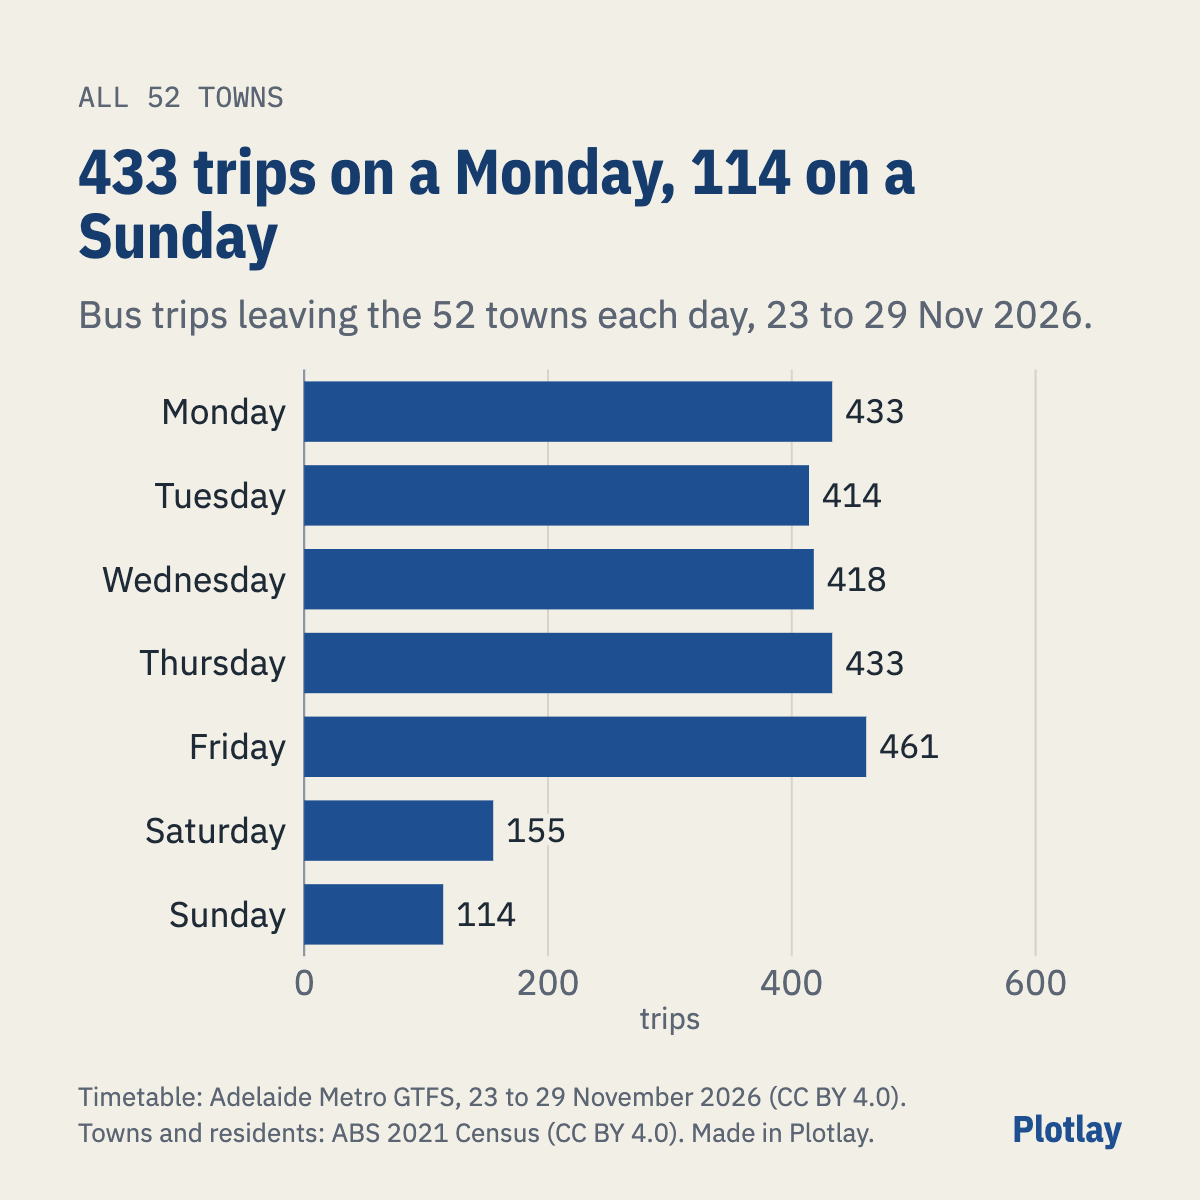 ALL 52 TOWNS
433 trips on a Monday, 114 on a
Sunday
Bus trips leaving the 52 towns each day, 23 to 29 Nov 2026.
Monday 433
Tuesday 414
Wednesday 418
Thursday 433
Friday 461
Saturday 155
Sunday 114
0 200 400 600
trips
Timetable: Adelaide Metro GTFS, 23 to 29 November 2026 (CC BY 4.0).
Towns and residents: ABS 2021 Census (CC BY 4.0). Made in Plotlay.
Plotlay